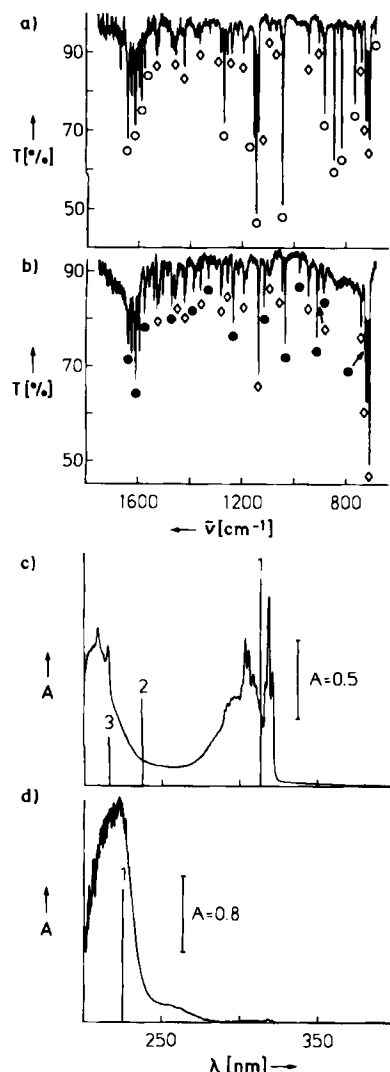 a)
90
70
50
T[%]
b)
90
70
50
T[%]
1600 1200 800
← ν̃ [cm⁻¹]
c)
1
2
3
A
A=0.5
d)
1
A
A=0.8
250 350
λ [nm] →